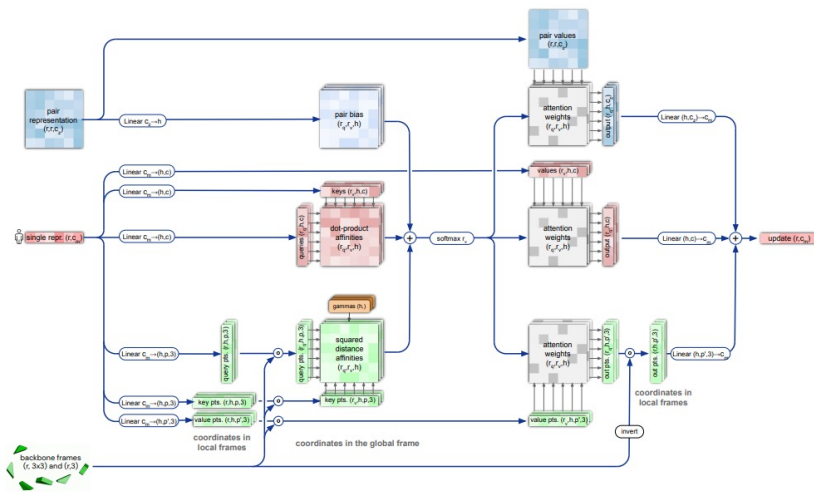 pair values
(r,r,c_z)
pair
representation
(r,r,c_z)
Linear c_z→h
pair bias
(r_q,r_v,h)
attention
weights
(r_q,r_v,h)
output (r_q,h,c_z)
Linear (h,c_z)→c_m
Linear c_m→(h,c)
values (r_v,h,c)
Linear c_m→(h,c)
keys (r_v,h,c)
single repr. (r,c_m)
Linear c_m→(h,c)
queries (r_q,h,c)
dot-product
affinities
(r_q,r_v,h)
+
softmax r_v
attention
weights
(r_q,r_v,h)
output (r_q,h,c)
Linear (h,c)→c_m
+
update (r,c_m)
gammas (h,)
Linear c_m→(h,p,3)
query pts. (r,h,p,3)
query pts. (r_q,h,p,3)
squared
distance
affinities
(r_q,r_v,h)
attention
weights
(r_q,r_v,h)
out pts. (r_q,h,p',3)
out pts. (r,h,p',3)
Linear (h,p',3)→c_m
Linear c_m→(h,p,3)
key pts. (r,h,p,3)
key pts. (r_v,h,p,3)
coordinates in
local frames
Linear c_m→(h,p',3)
value pts. (r,h,p',3)
value pts. (r_v,h,p',3)
coordinates in
local frames
coordinates in the global frame
invert
backbone frames
(r, 3x3) and (r,3)